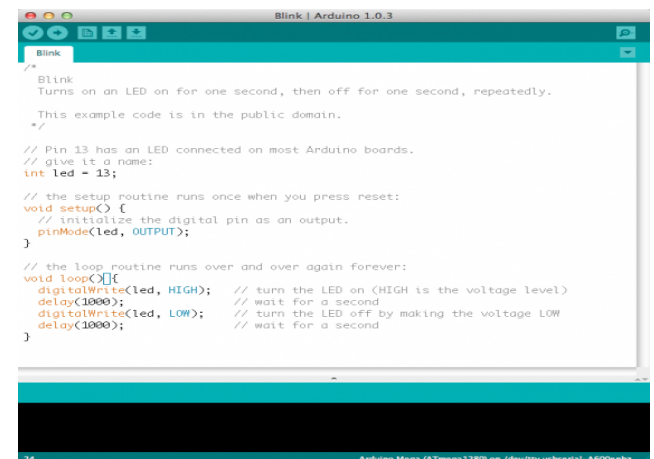 Blink | Arduino 1.0.3
Blink
/*
  Blink
  Turns on an LED on for one second, then off for one second, repeatedly.

  This example code is in the public domain.
 */

// Pin 13 has an LED connected on most Arduino boards.
// give it a name:
int led = 13;

// the setup routine runs once when you press reset:
void setup() {
  // initialize the digital pin as an output.
  pinMode(led, OUTPUT);
}

// the loop routine runs over and over again forever:
void loop() {
  digitalWrite(led, HIGH);   // turn the LED on (HIGH is the voltage level)
  delay(1000);               // wait for a second
  digitalWrite(led, LOW);    // turn the LED off by making the voltage LOW
  delay(1000);               // wait for a second
}
24
Arduino Mega (ATmega1280) on